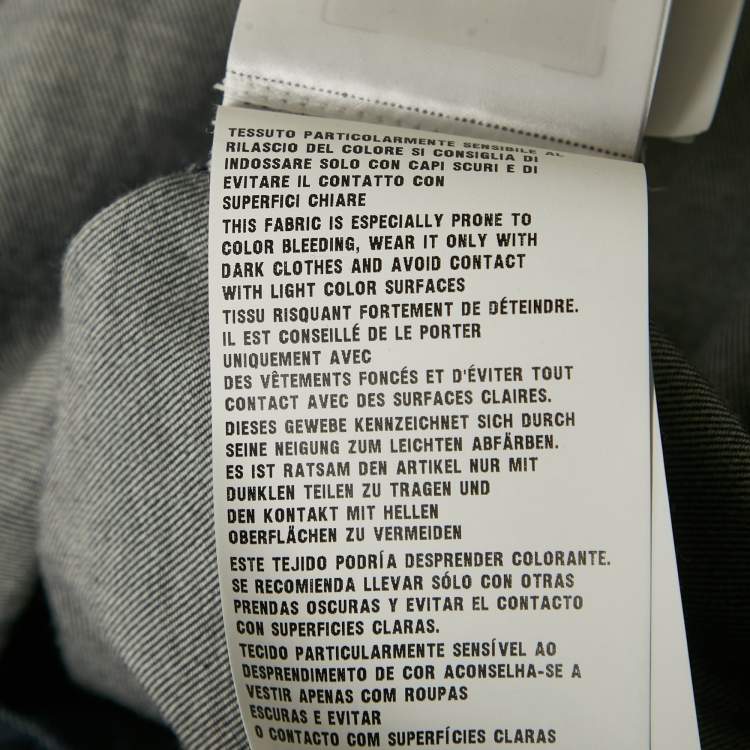 TESSUTO PARTICOLARMENTE SENSIBILE AL
RILASCIO DEL COLORE SI CONSIGLIA DI
INDOSSARE SOLO CON CAPI SCURI E DI
EVITARE IL CONTATTO CON
SUPERFICI CHIARE
THIS FABRIC IS ESPECIALLY PRONE TO
COLOR BLEEDING, WEAR IT ONLY WITH
DARK CLOTHES AND AVOID CONTACT
WITH LIGHT COLOR SURFACES
TISSU RISQUANT FORTEMENT DE DÉTEINDRE.
IL EST CONSEILLÉ DE LE PORTER
UNIQUEMENT AVEC
DES VÊTEMENTS FONCÉS ET D'ÉVITER TOUT
CONTACT AVEC DES SURFACES CLAIRES.
DIESES GEWEBE KENNZEICHNET SICH DURCH
SEINE NEIGUNG ZUM LEICHTEN ABFÄRBEN.
ES IST RATSAM DEN ARTIKEL NUR MIT
DUNKLEN TEILEN ZU TRAGEN UND
DEN KONTAKT MIT HELLEN
OBERFLÄCHEN ZU VERMEIDEN
ESTE TEJIDO PODRÍA DESPRENDER COLORANTE.
SE RECOMIENDA LLEVAR SÓLO CON OTRAS
PRENDAS OSCURAS Y EVITAR EL CONTACTO
CON SUPERFICIES CLARAS.
TECIDO PARTICULARMENTE SENSÍVEL AO
DESPRENDIMENTO DE COR ACONSELHA-SE A
VESTIR APENAS COM ROUPAS
ESCURAS E EVITAR
O CONTACTO COM SUPERFÍCIES CLARAS